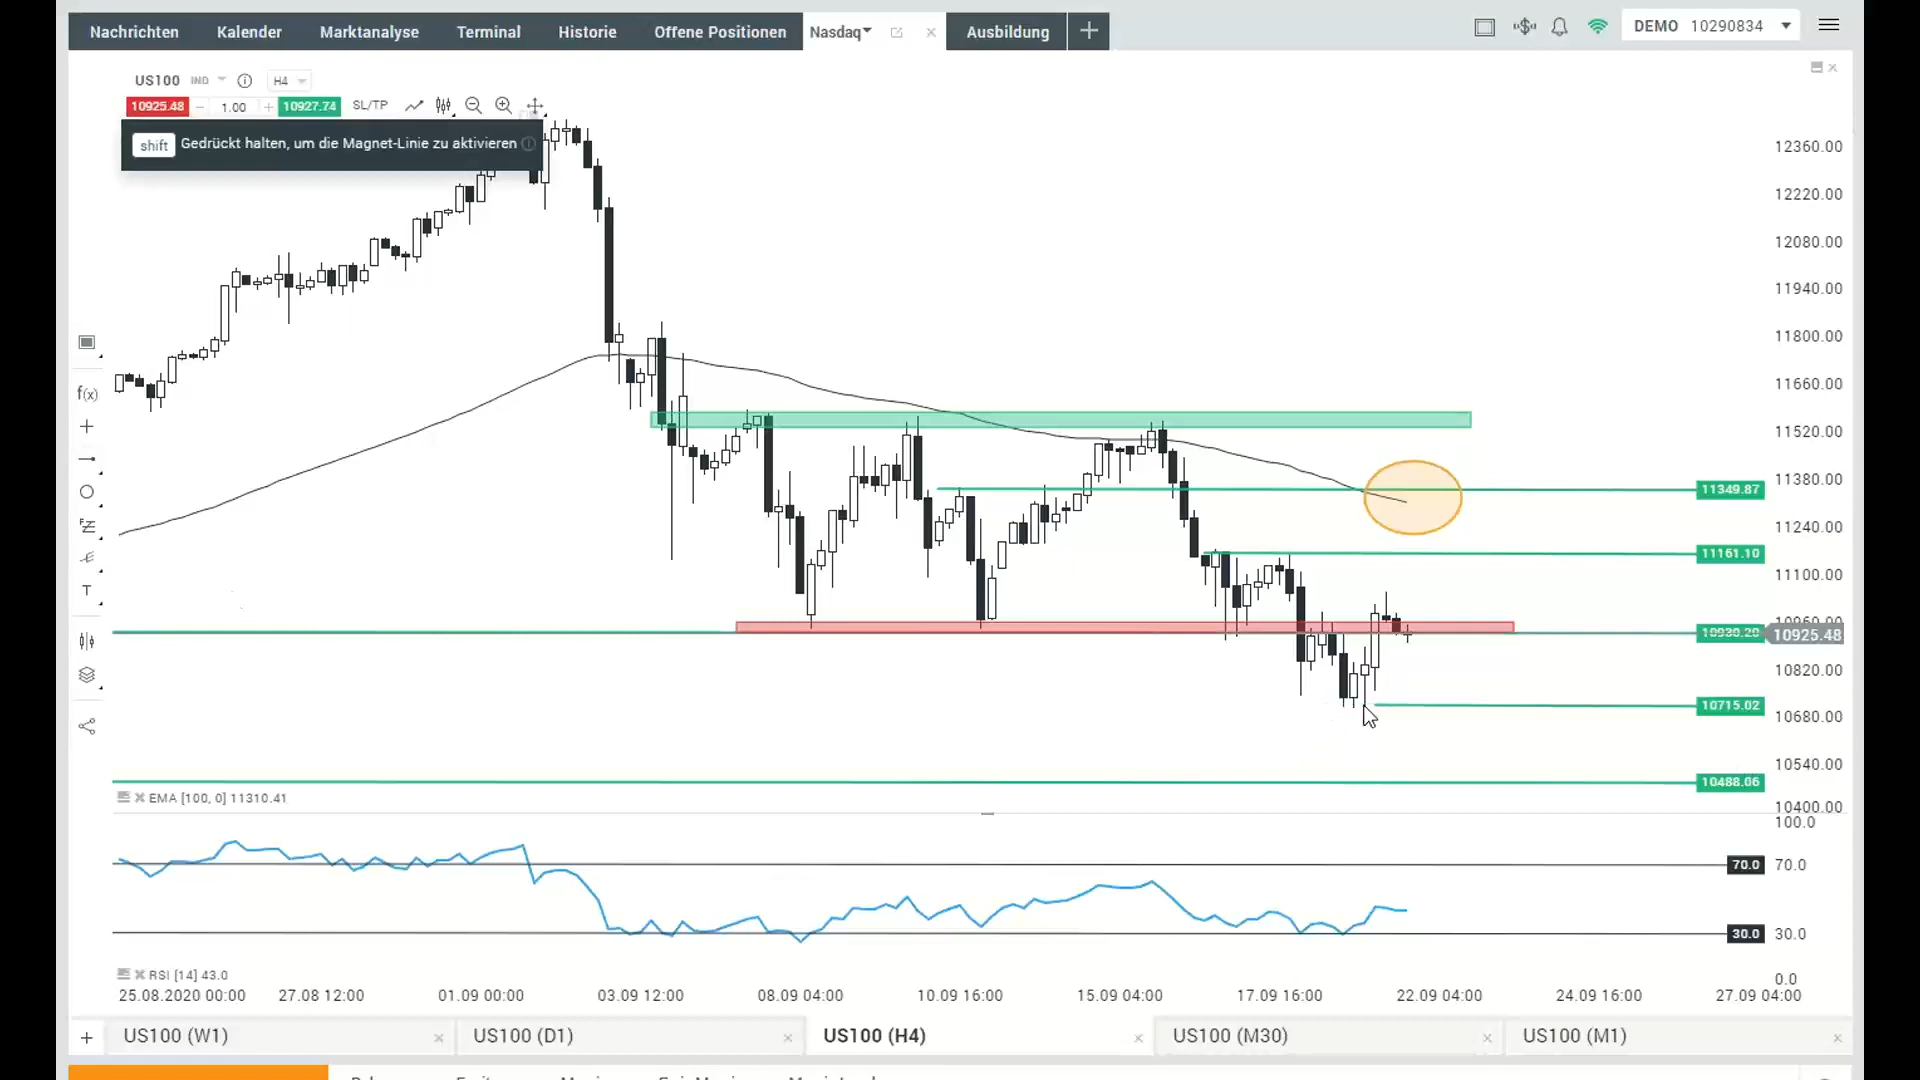 Nachrichten Kalender Marktanalyse Terminal Historie Offene Positionen Nasdaq Ausbildung DEMO 10290834
US100 IND H4
10925.48 1.00 10927.74 SL/TP
shift Gedrückt halten, um die Magnet-Linie zu aktivieren
12360.00
12220.00
12080.00
11940.00
11800.00
11660.00
11520.00
11380.00
11349.87
11240.00
11161.10
11100.00
10925.48
10820.00
10715.02
10680.00
10540.00
10488.06
EMA [100, 0] 11310.41
10400.00
100.0
70.0 70.0
30.0 30.0
RSI [14] 43.0
0.0
25.08.2020 00:00 27.08 12:00 01.09 00:00 03.09 12:00 08.09 04:00 10.09 16:00 15.09 04:00 17.09 16:00 22.09 04:00 24.09 16:00 27.09 04:00
US100 (W1) US100 (D1) US100 (H4) US100 (M30) US100 (M1)